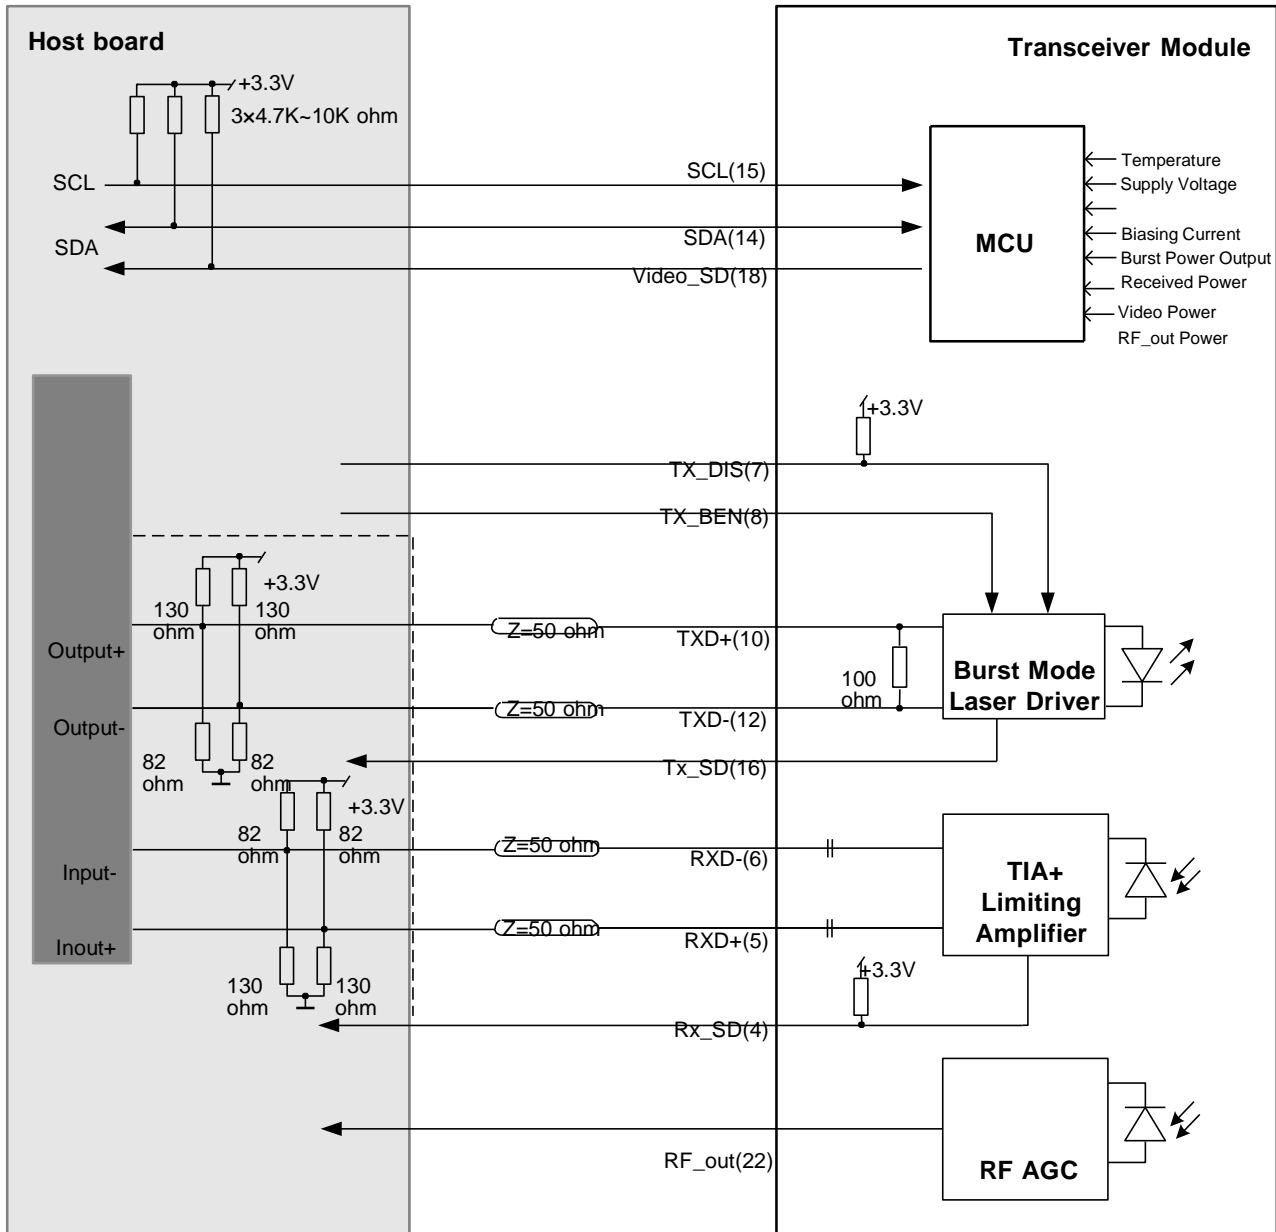 Host board
Transceiver Module
+3.3V
3×4.7K~10K ohm
SCL
SCL(15)
SDA
SDA(14)
Video_SD(18)
MCU
Temperature
Supply Voltage
Biasing Current
Burst Power Output
Received Power
Video Power
RF_out Power
+3.3V
TX_DIS(7)
TX_BEN(8)
+3.3V
130
ohm
130
ohm
Output+
Z=50 ohm
TXD+(10)
100
ohm
Burst Mode
Laser Driver
Output-
Z=50 ohm
TXD-(12)
82
ohm
82
ohm
Tx_SD(16)
+3.3V
82
ohm
82
ohm
Input-
Z=50 ohm
RXD-(6)
TIA+
Limiting
Amplifier
Inout+
Z=50 ohm
RXD+(5)
130
ohm
130
ohm
+3.3V
Rx_SD(4)
RF_out(22)
RF AGC